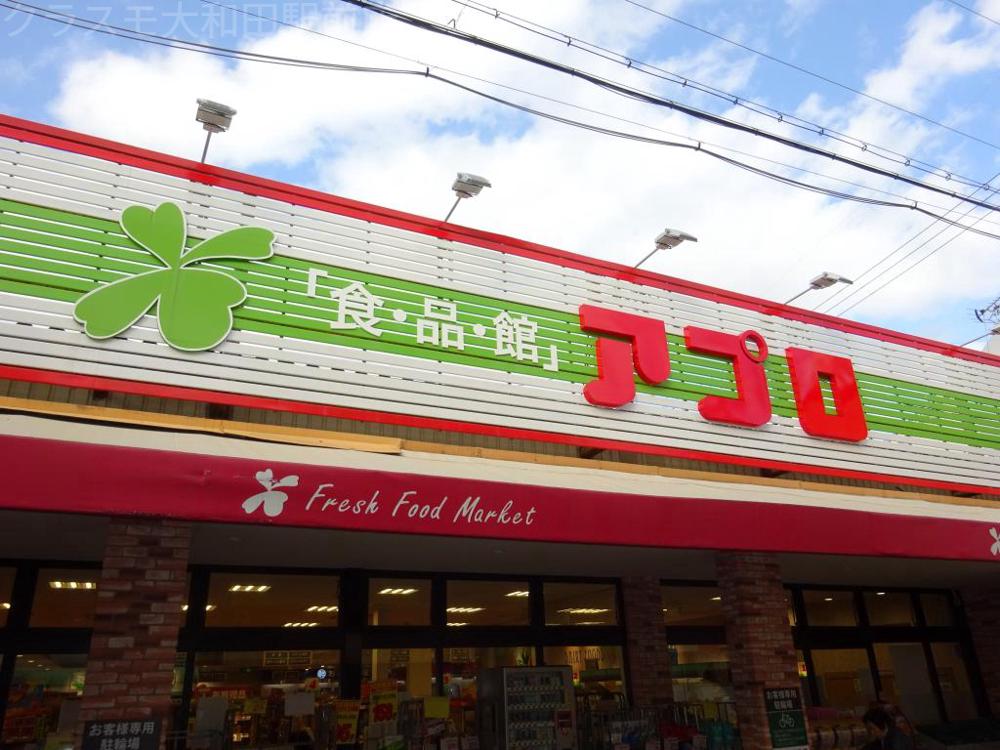 クラスモ大和田駅前
「食・品・館」アプロ
Fresh Food Market
お客様専用
駐輪場
お客様専用
駐輪場